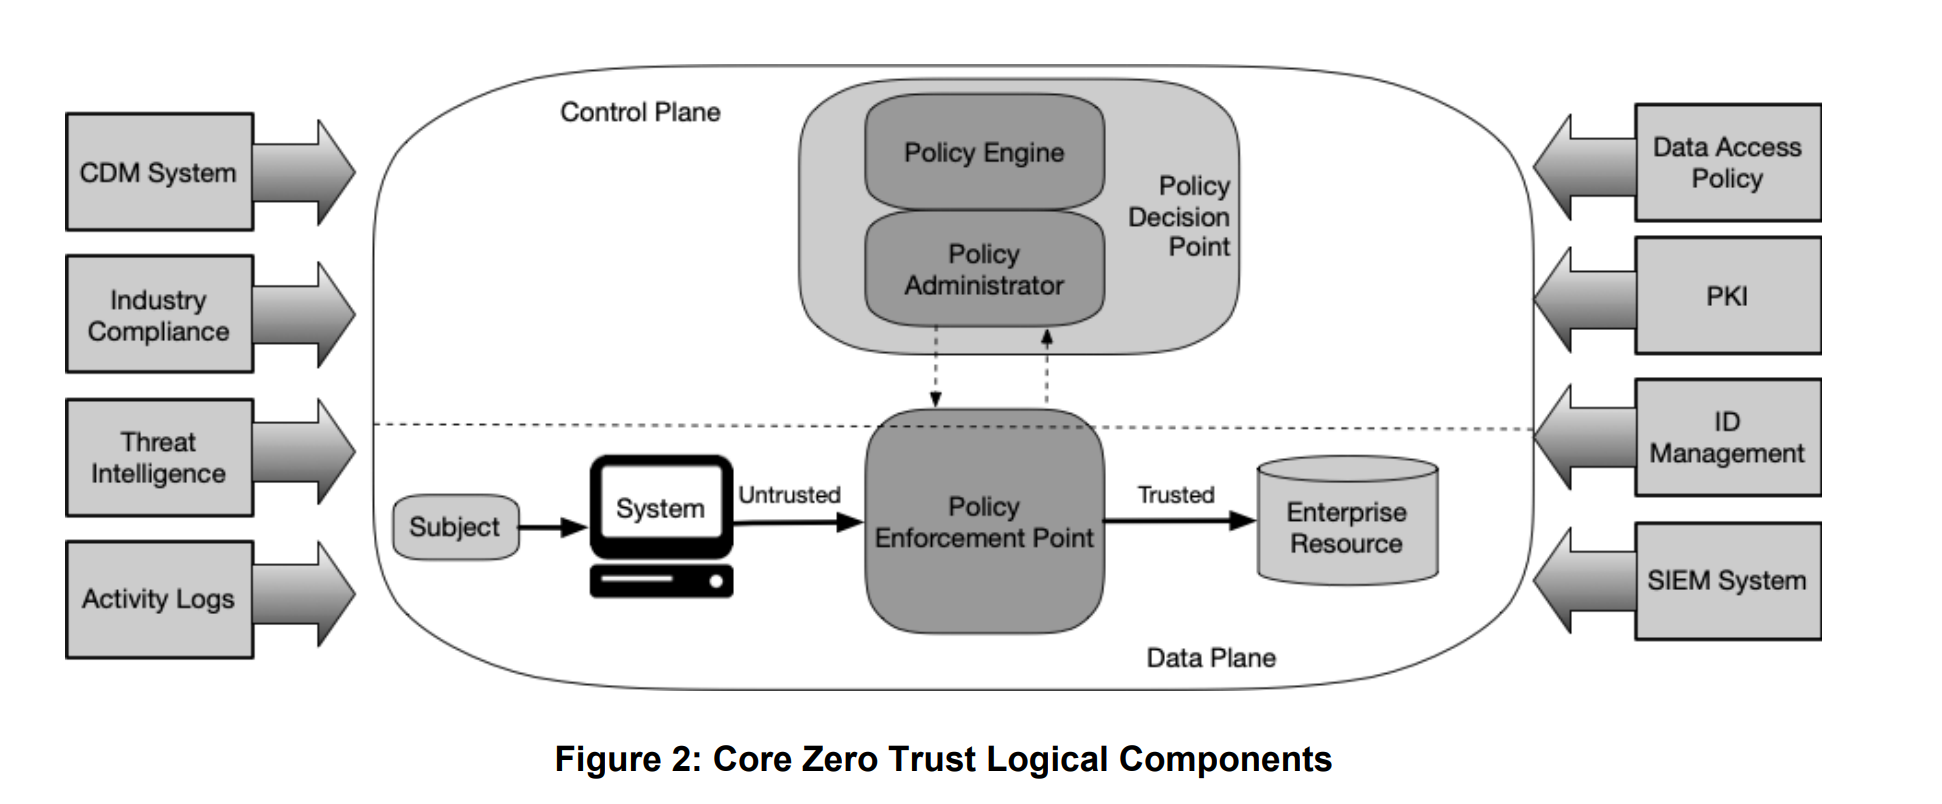 Control Plane
Policy Engine
Policy
Administrator
Policy
Decision
Point
CDM System
Industry
Compliance
Threat
Intelligence
Activity Logs
Data Access
Policy
PKI
ID
Management
SIEM System
Subject
System
Untrusted
Policy
Enforcement Point
Trusted
Enterprise
Resource
Data Plane
Figure 2: Core Zero Trust Logical Components